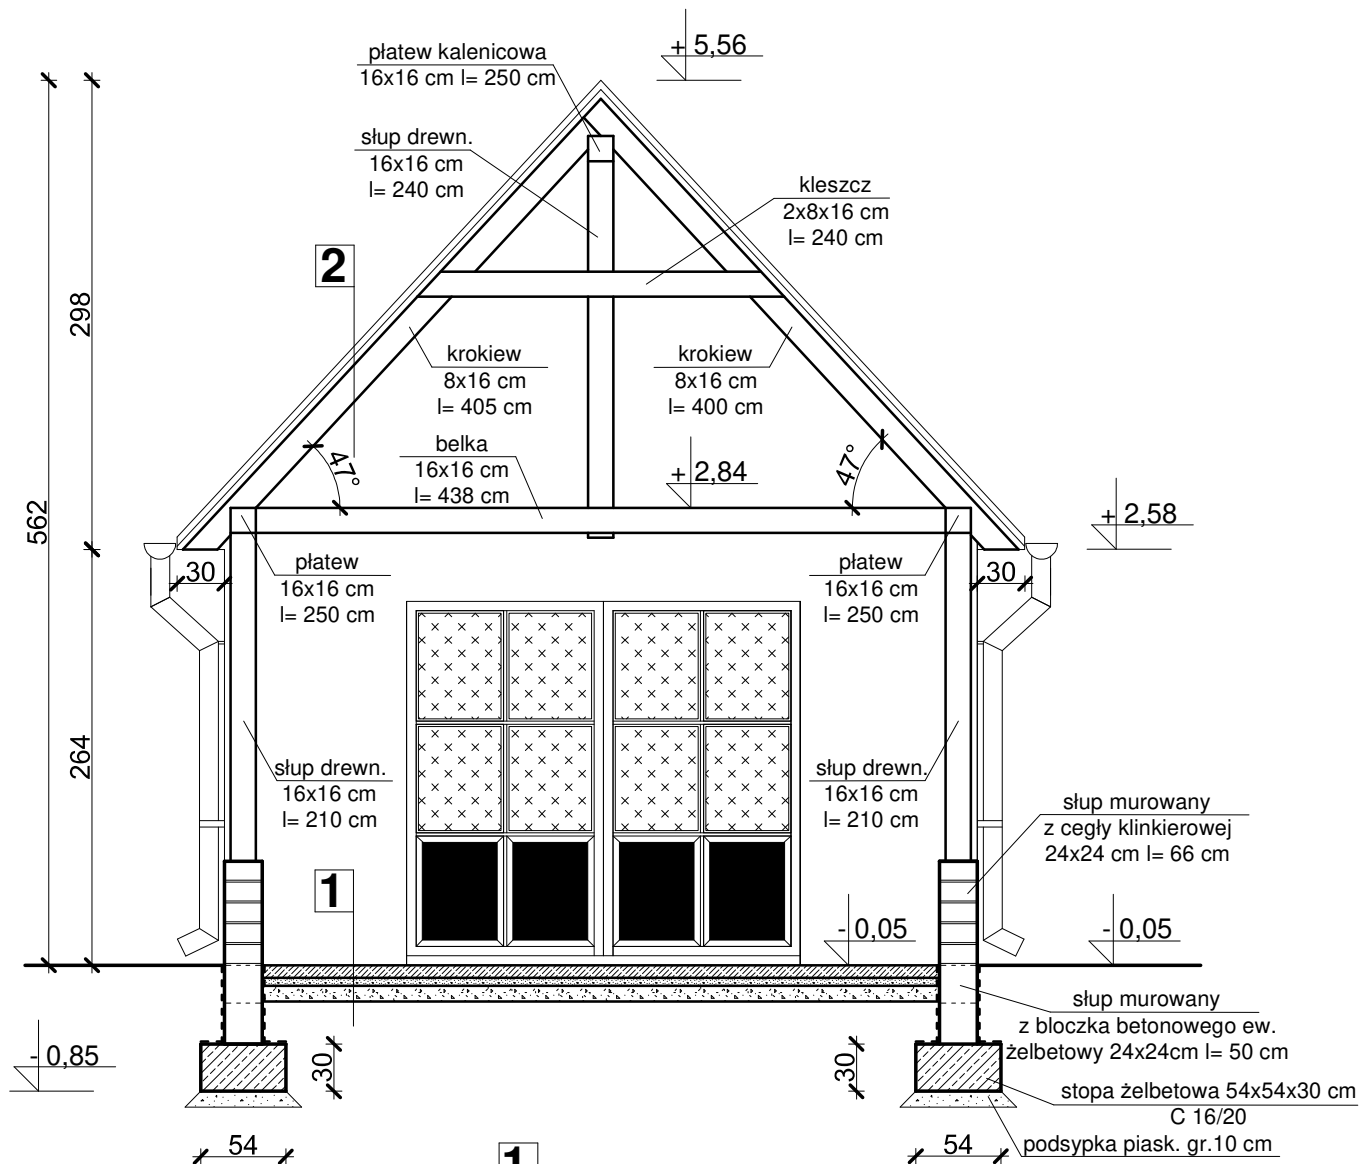 + 5,56
płatew kalenicowa
16x16 cm l= 250 cm
słup drewn.
16x16 cm
l= 240 cm
kleszcz
2x8x16 cm
l= 240 cm
2
298
krokiew
8x16 cm
l= 405 cm
krokiew
8x16 cm
l= 400 cm
belka
16x16 cm
l= 438 cm
47°
47°
+ 2,84
+ 2,58
562
30
30
płatew
16x16 cm
l= 250 cm
płatew
16x16 cm
l= 250 cm
264
słup drewn.
16x16 cm
l= 210 cm
słup drewn.
16x16 cm
l= 210 cm
słup murowany
z cegły klinkierowej
24x24 cm l= 66 cm
1
- 0,05
- 0,05
słup murowany
z bloczka betonowego ew.
żelbetowy 24x24cm l= 50 cm
- 0,85
30
30
stopa żelbetowa 54x54x30 cm
C 16/20
podsypka piask. gr.10 cm
54
54
1